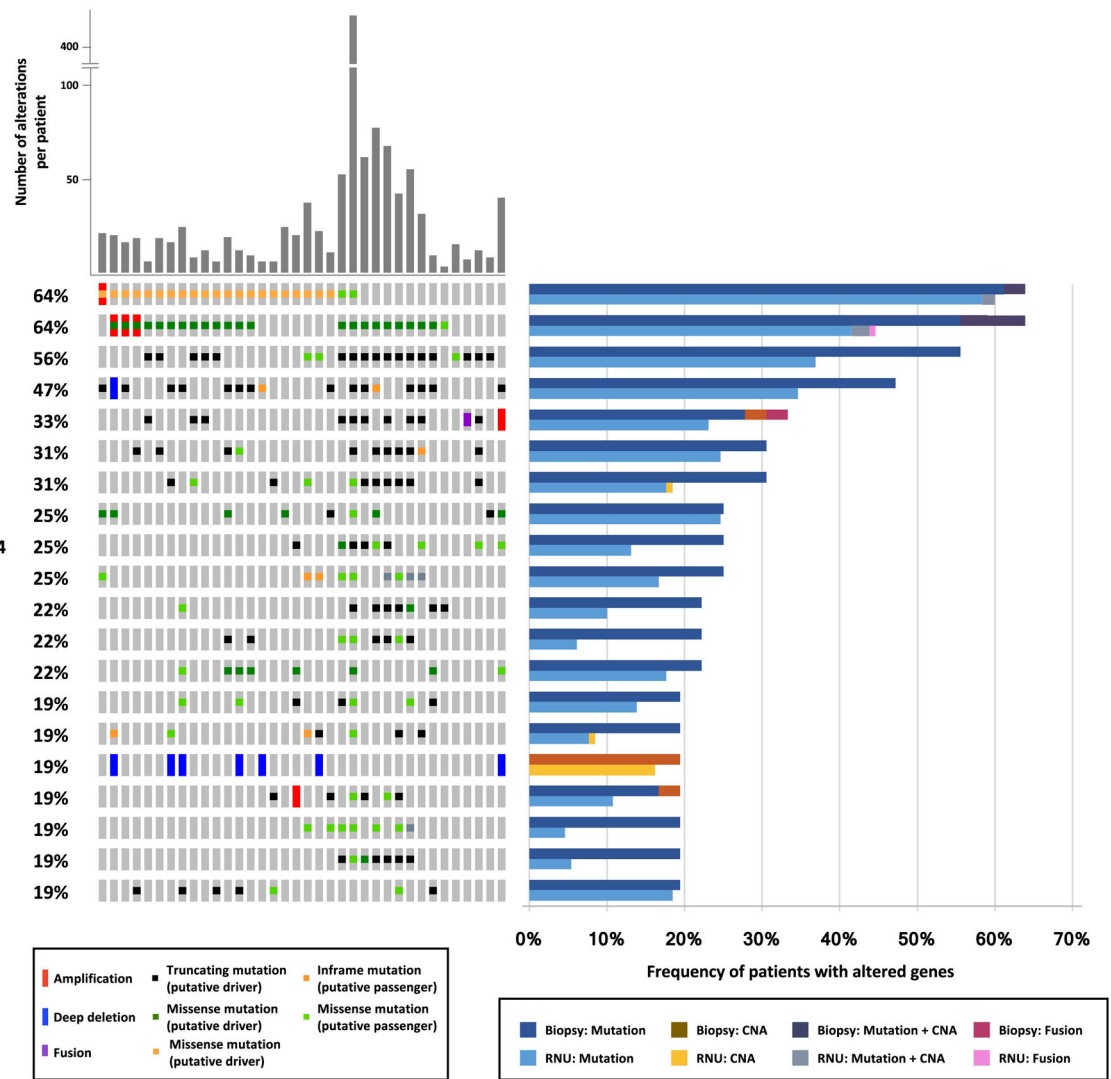 Number of alterations
per patient
400
100
50
64%
64%
56%
47%
33%
31%
31%
25%
4
25%
25%
22%
22%
22%
19%
19%
19%
19%
19%
19%
19%
0%
10%
20%
30%
40%
50%
60%
70%
Frequency of patients with altered genes
Amplification
Truncating mutation
(putative driver)
Inframe mutation
(putative passenger)
Deep deletion
Missense mutation
(putative driver)
Missense mutation
(putative passenger)
Fusion
Missense mutation
(putative driver)
Biopsy: Mutation
Biopsy: CNA
Biopsy: Mutation + CNA
Biopsy: Fusion
RNU: Mutation
RNU: CNA
RNU: Mutation + CNA
RNU: Fusion